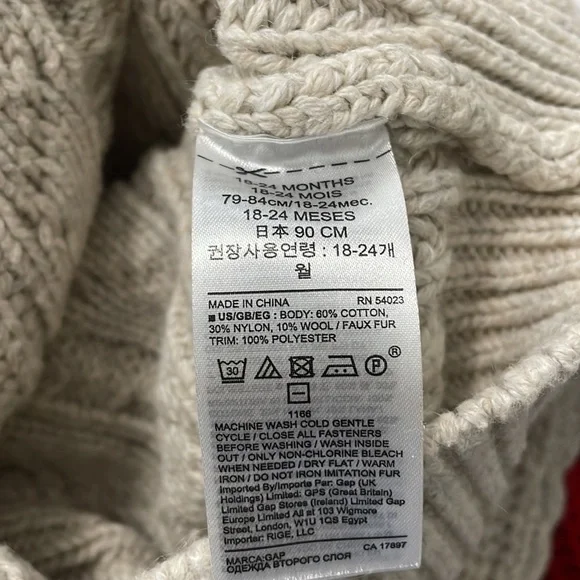 18-24 MONTHS
18-24 MOIS
79-84см/18-24мес.
18-24 MESES
日本 90 CM
권장사용연령 : 18-24개
월
MADE IN CHINA RN 54023
■ US/GB/EG : BODY: 60% COTTON,
30% NYLON, 10% WOOL / FAUX FUR
TRIM: 100% POLYESTER
30 P ®
1166
MACHINE WASH COLD GENTLE
CYCLE / CLOSE ALL FASTENERS
BEFORE WASHING / WASH INSIDE
OUT / ONLY NON-CHLORINE BLEACH
WHEN NEEDED / DRY FLAT / WARM
IRON / DO NOT IRON IMITATION FUR
Imported By/Importe Par: Gap (UK
Holdings) Limited: GPS (Great Britain)
Limited Gap Stores (Ireland) Limited Gap
Europe Limited All at 103 Wigmore
Street, London, W1U 1QS Egypt
Importer: RIGE, LLC
MARCA:GAP CA 17897
ОДЕЖДА ВТОРОГО СЛОЯ